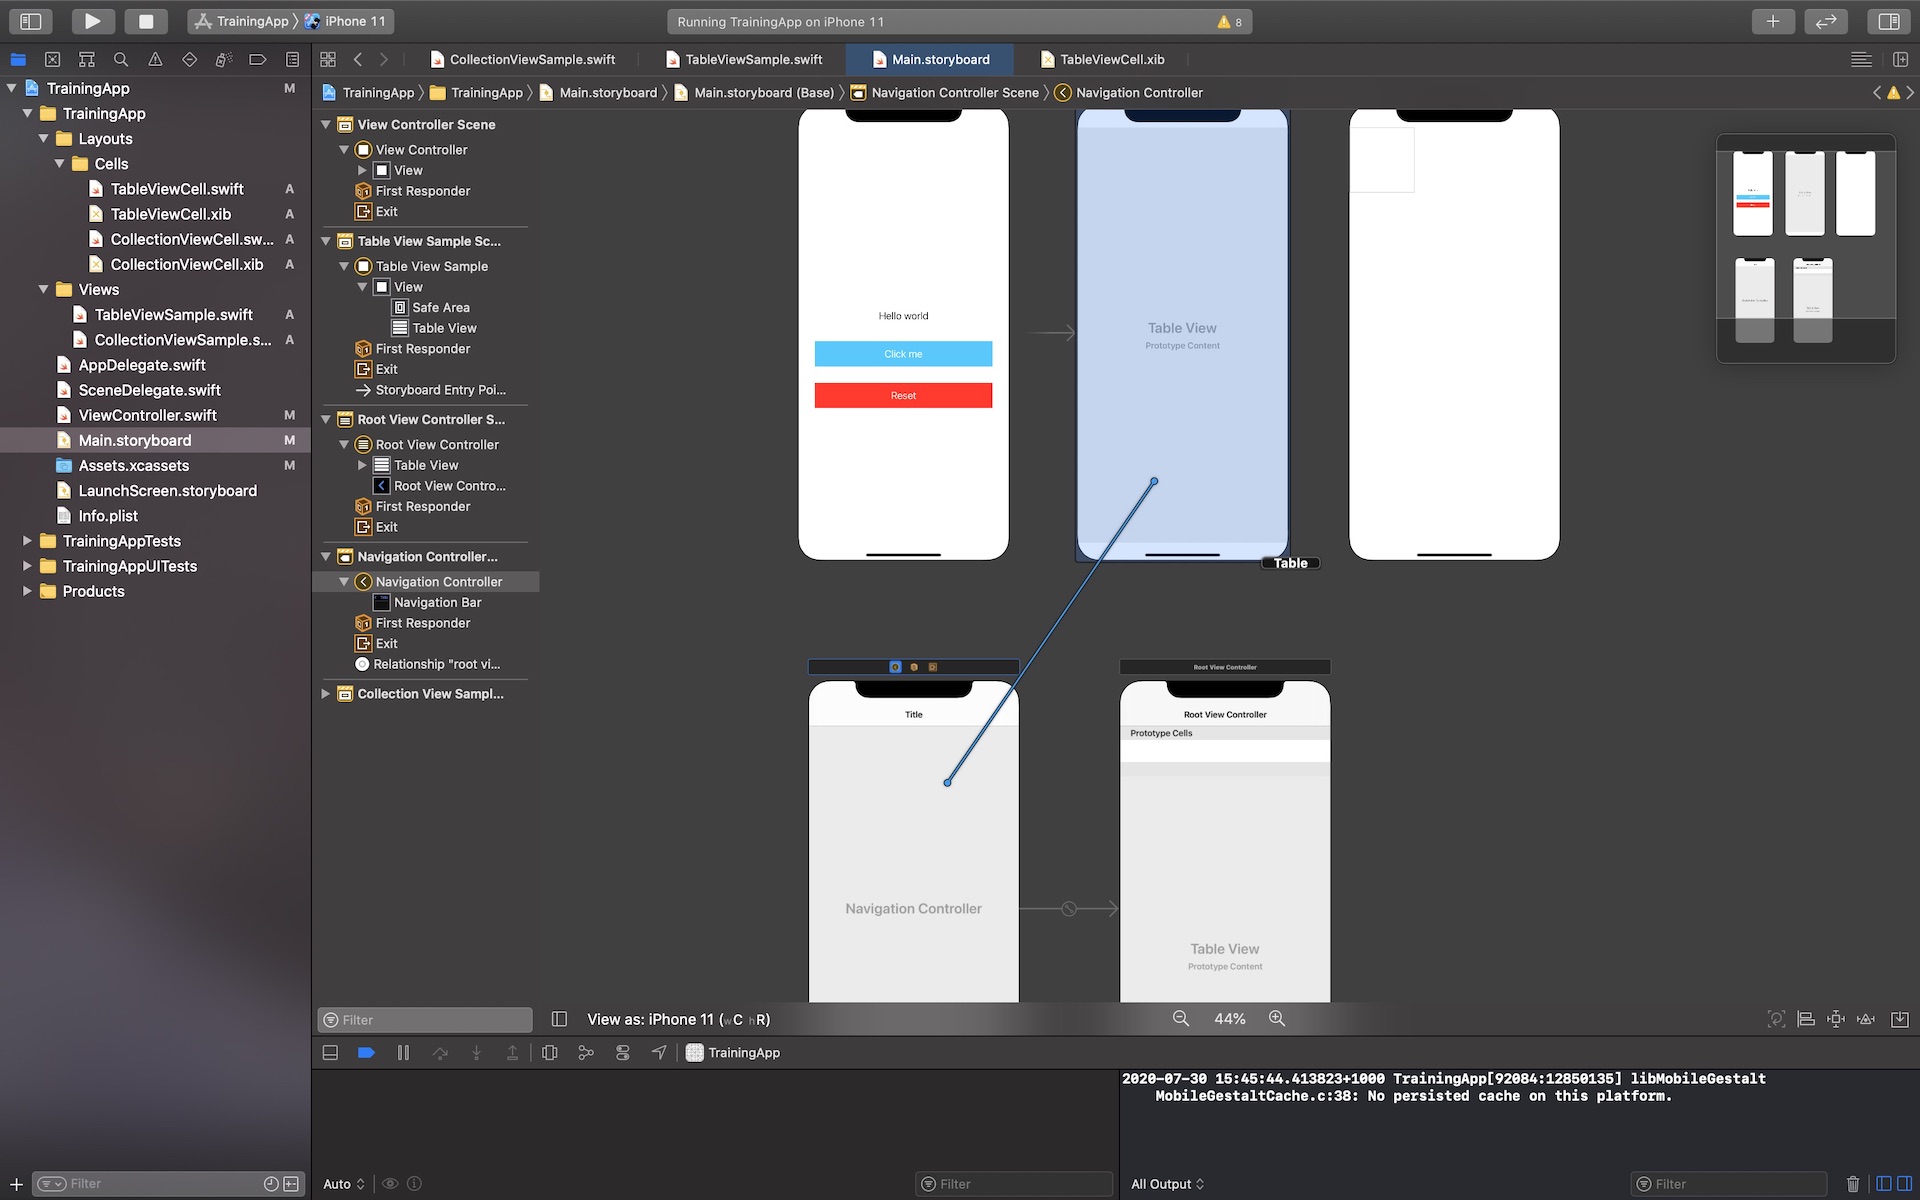 TrainingApp
iPhone 11
Running TrainingApp on iPhone 11
8
CollectionViewSample.swift
TableViewSample.swift
Main.storyboard
TableViewCell.xib
TrainingApp
TrainingApp
Main.storyboard
Main.storyboard (Base)
Navigation Controller Scene
Navigation Controller
TrainingApp M
TrainingApp
Layouts
Cells
TableViewCell.swift A
TableViewCell.xib A
CollectionViewCell.sw... A
CollectionViewCell.xib A
Views
TableViewSample.swift A
CollectionViewSample.s... A
AppDelegate.swift
SceneDelegate.swift
ViewController.swift M
Main.storyboard M
Assets.xcassets M
LaunchScreen.storyboard
Info.plist
TrainingAppTests
TrainingAppUITests
Products
Filter
View Controller Scene
View Controller
View
First Responder
Exit
Table View Sample Sc...
Table View Sample
View
Safe Area
Table View
First Responder
Exit
Storyboard Entry Poi...
Root View Controller S...
Root View Controller
Table View
Root View Contro...
First Responder
Exit
Navigation Controller...
Navigation Controller
Navigation Bar
First Responder
Exit
Relationship "root vi...
Collection View Sampl...
Filter
Hello world
Click me
Reset
Table View
Prototype Content
Table
Title
Navigation Controller
Root View Controller
Root View Controller
Prototype Cells
Table View
Prototype Content
View as: iPhone 11 (wC hR)
44%
TrainingApp
2020-07-30 15:45:44.413823+1000 TrainingApp[92084:12850135] libMobileGestalt
MobileGestaltCache.c:38: No persisted cache on this platform.
Auto
Filter
All Output
Filter